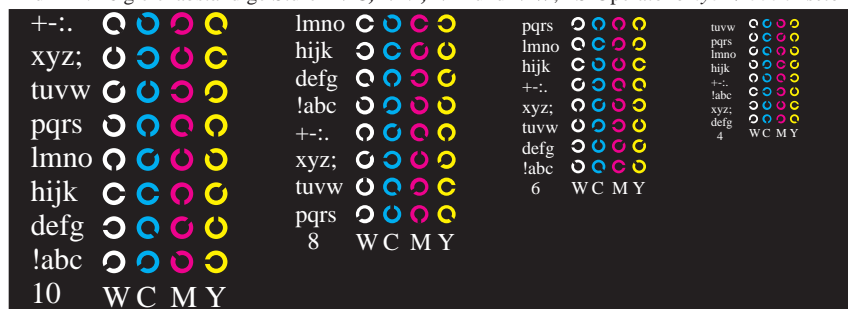 +-:.
xyz;
tuvw
pqrs
lmno
hijk
defg
!abc
10 W C M Y
lmno
hijk
defg
!abc
+-:.
xyz;
tuvw
pqrs
8 W C M Y
pqrs
lmno
hijk
+-:.
xyz;
tuvw
defg
!abc
6 W C M Y
tuvw
pqrs
lmno
hijk
+-:.
!abc
xyz;
defg
4 W C M Y